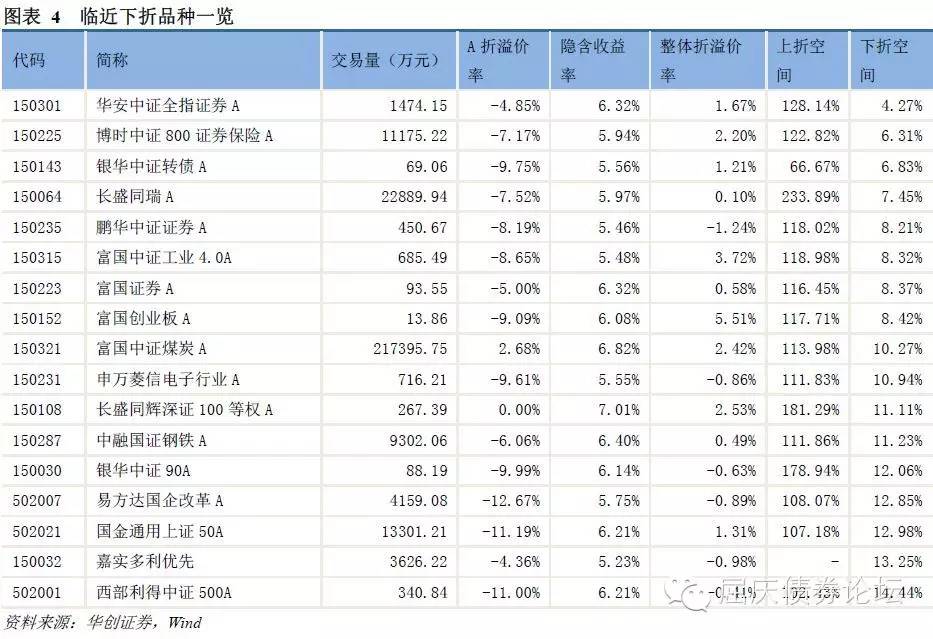 图表 4 临近下折品种一览
代码 简称 交易量（万元） A 折溢价率 隐含收益率 整体折溢价率 上折空间 下折空间
150301 华安中证全指证券 A 1474.15 -4.85% 6.32% 1.67% 128.14% 4.27%
150225 博时中证 800 证券保险 A 11175.22 -7.17% 5.94% 2.20% 122.82% 6.31%
150143 银华中证转债 A 69.06 -9.75% 5.56% 1.21% 66.67% 6.83%
150064 长盛同瑞 A 22889.94 -7.52% 5.97% 0.10% 233.89% 7.45%
150235 鹏华中证证券 A 450.67 -8.19% 5.46% -1.24% 118.02% 8.21%
150315 富国中证工业 4.0A 685.49 -8.65% 5.48% 3.72% 118.98% 8.32%
150223 富国证券 A 93.55 -5.00% 6.32% 0.58% 116.45% 8.37%
150152 富国创业板 A 13.86 -9.09% 6.08% 5.51% 117.71% 8.42%
150321 富国中证煤炭 A 217395.75 2.68% 6.82% 2.42% 113.98% 10.27%
150231 申万菱信电子行业 A 716.21 -9.61% 5.55% -0.86% 111.83% 10.94%
150108 长盛同辉深证 100 等权 A 267.39 0.00% 7.01% 2.53% 181.29% 11.11%
150287 中融国证钢铁 A 9302.06 -6.06% 6.40% 0.49% 111.86% 11.23%
150030 银华中证 90A 88.19 -9.99% 6.14% -0.63% 178.94% 12.06%
502007 易方达国企改革 A 4159.08 -12.67% 5.75% -0.89% 108.07% 12.85%
502021 国金通用上证 50A 13301.21 -11.19% 6.21% 1.31% 107.18% 12.98%
150032 嘉实多利优先 3626.22 -4.36% 5.23% -0.98% - 13.25%
502001 西部利得中证 500A 340.84 -11.00% 6.21%
屈庆债券论坛
资料来源：华创证券，Wind